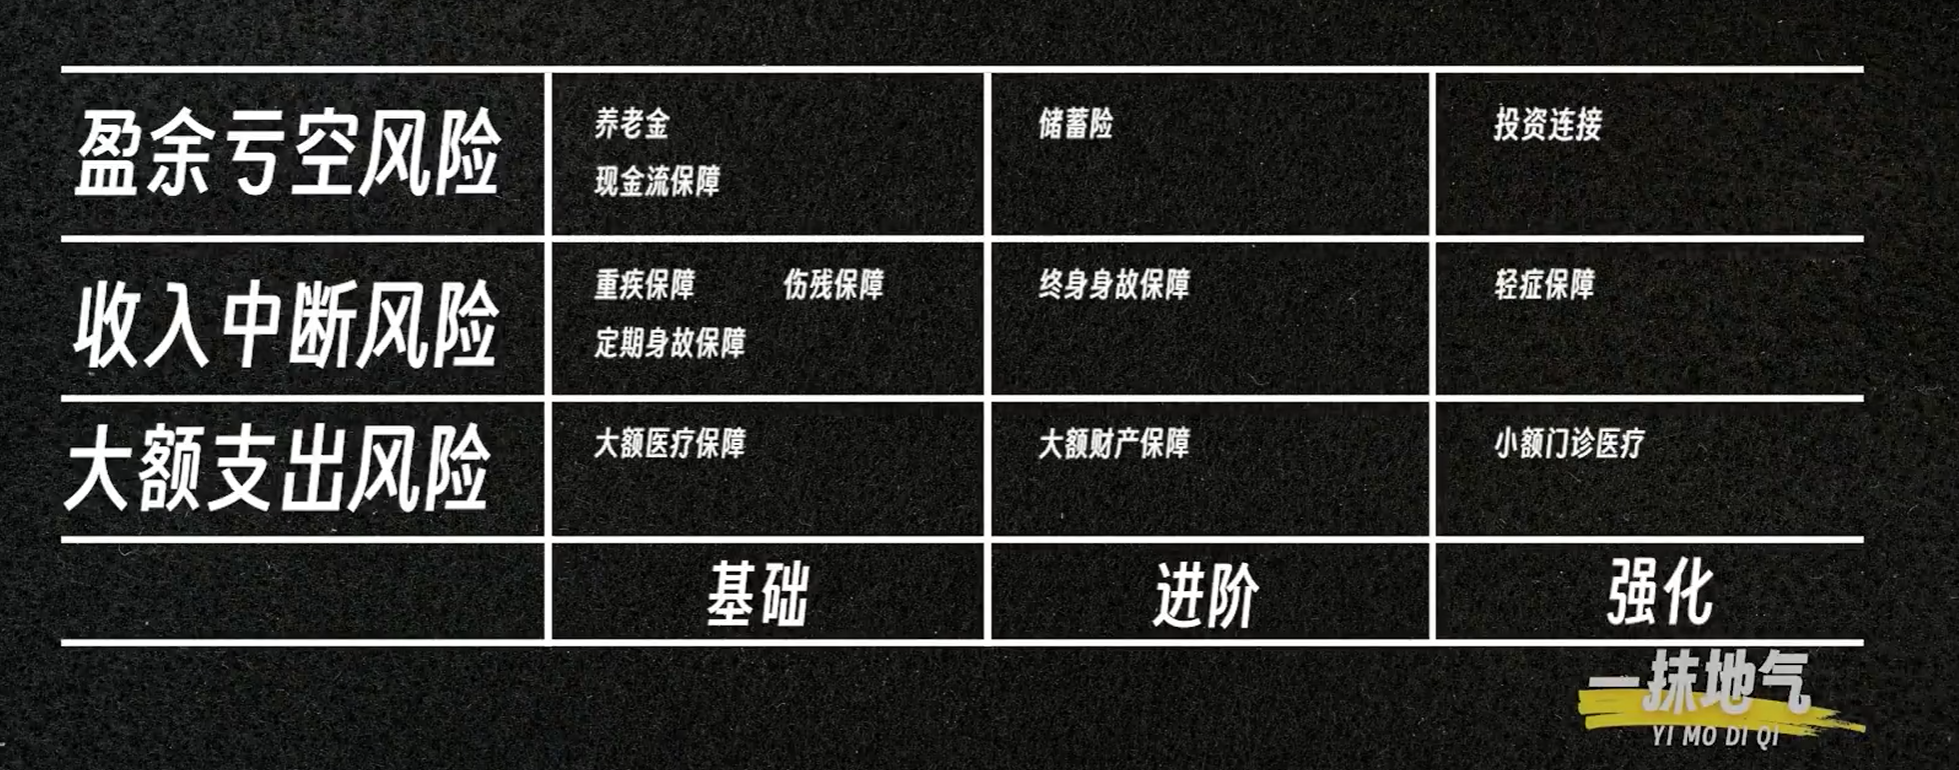 盈余亏空风险
养老金
现金流保障
储蓄险
投资连接
收入中断风险
重疾保障 伤残保障
定期身故保障
终身身故保障
轻症保障
大额支出风险
大额医疗保障
大额财产保障
小额门诊医疗
基础
进阶
强化
一抹地气
YI MO DI QI